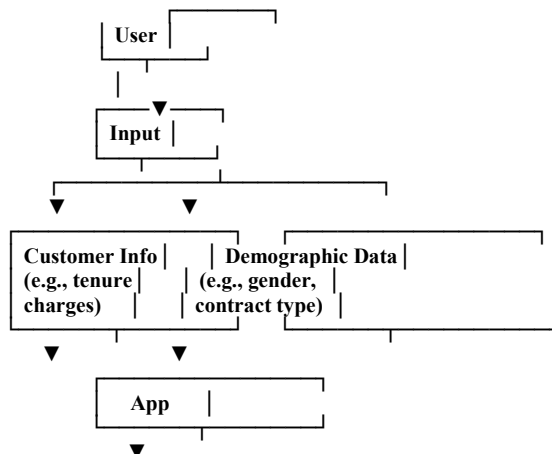 User
Input
Customer Info Demographic Data
(e.g., tenure (e.g., gender,
charges) contract type)
App